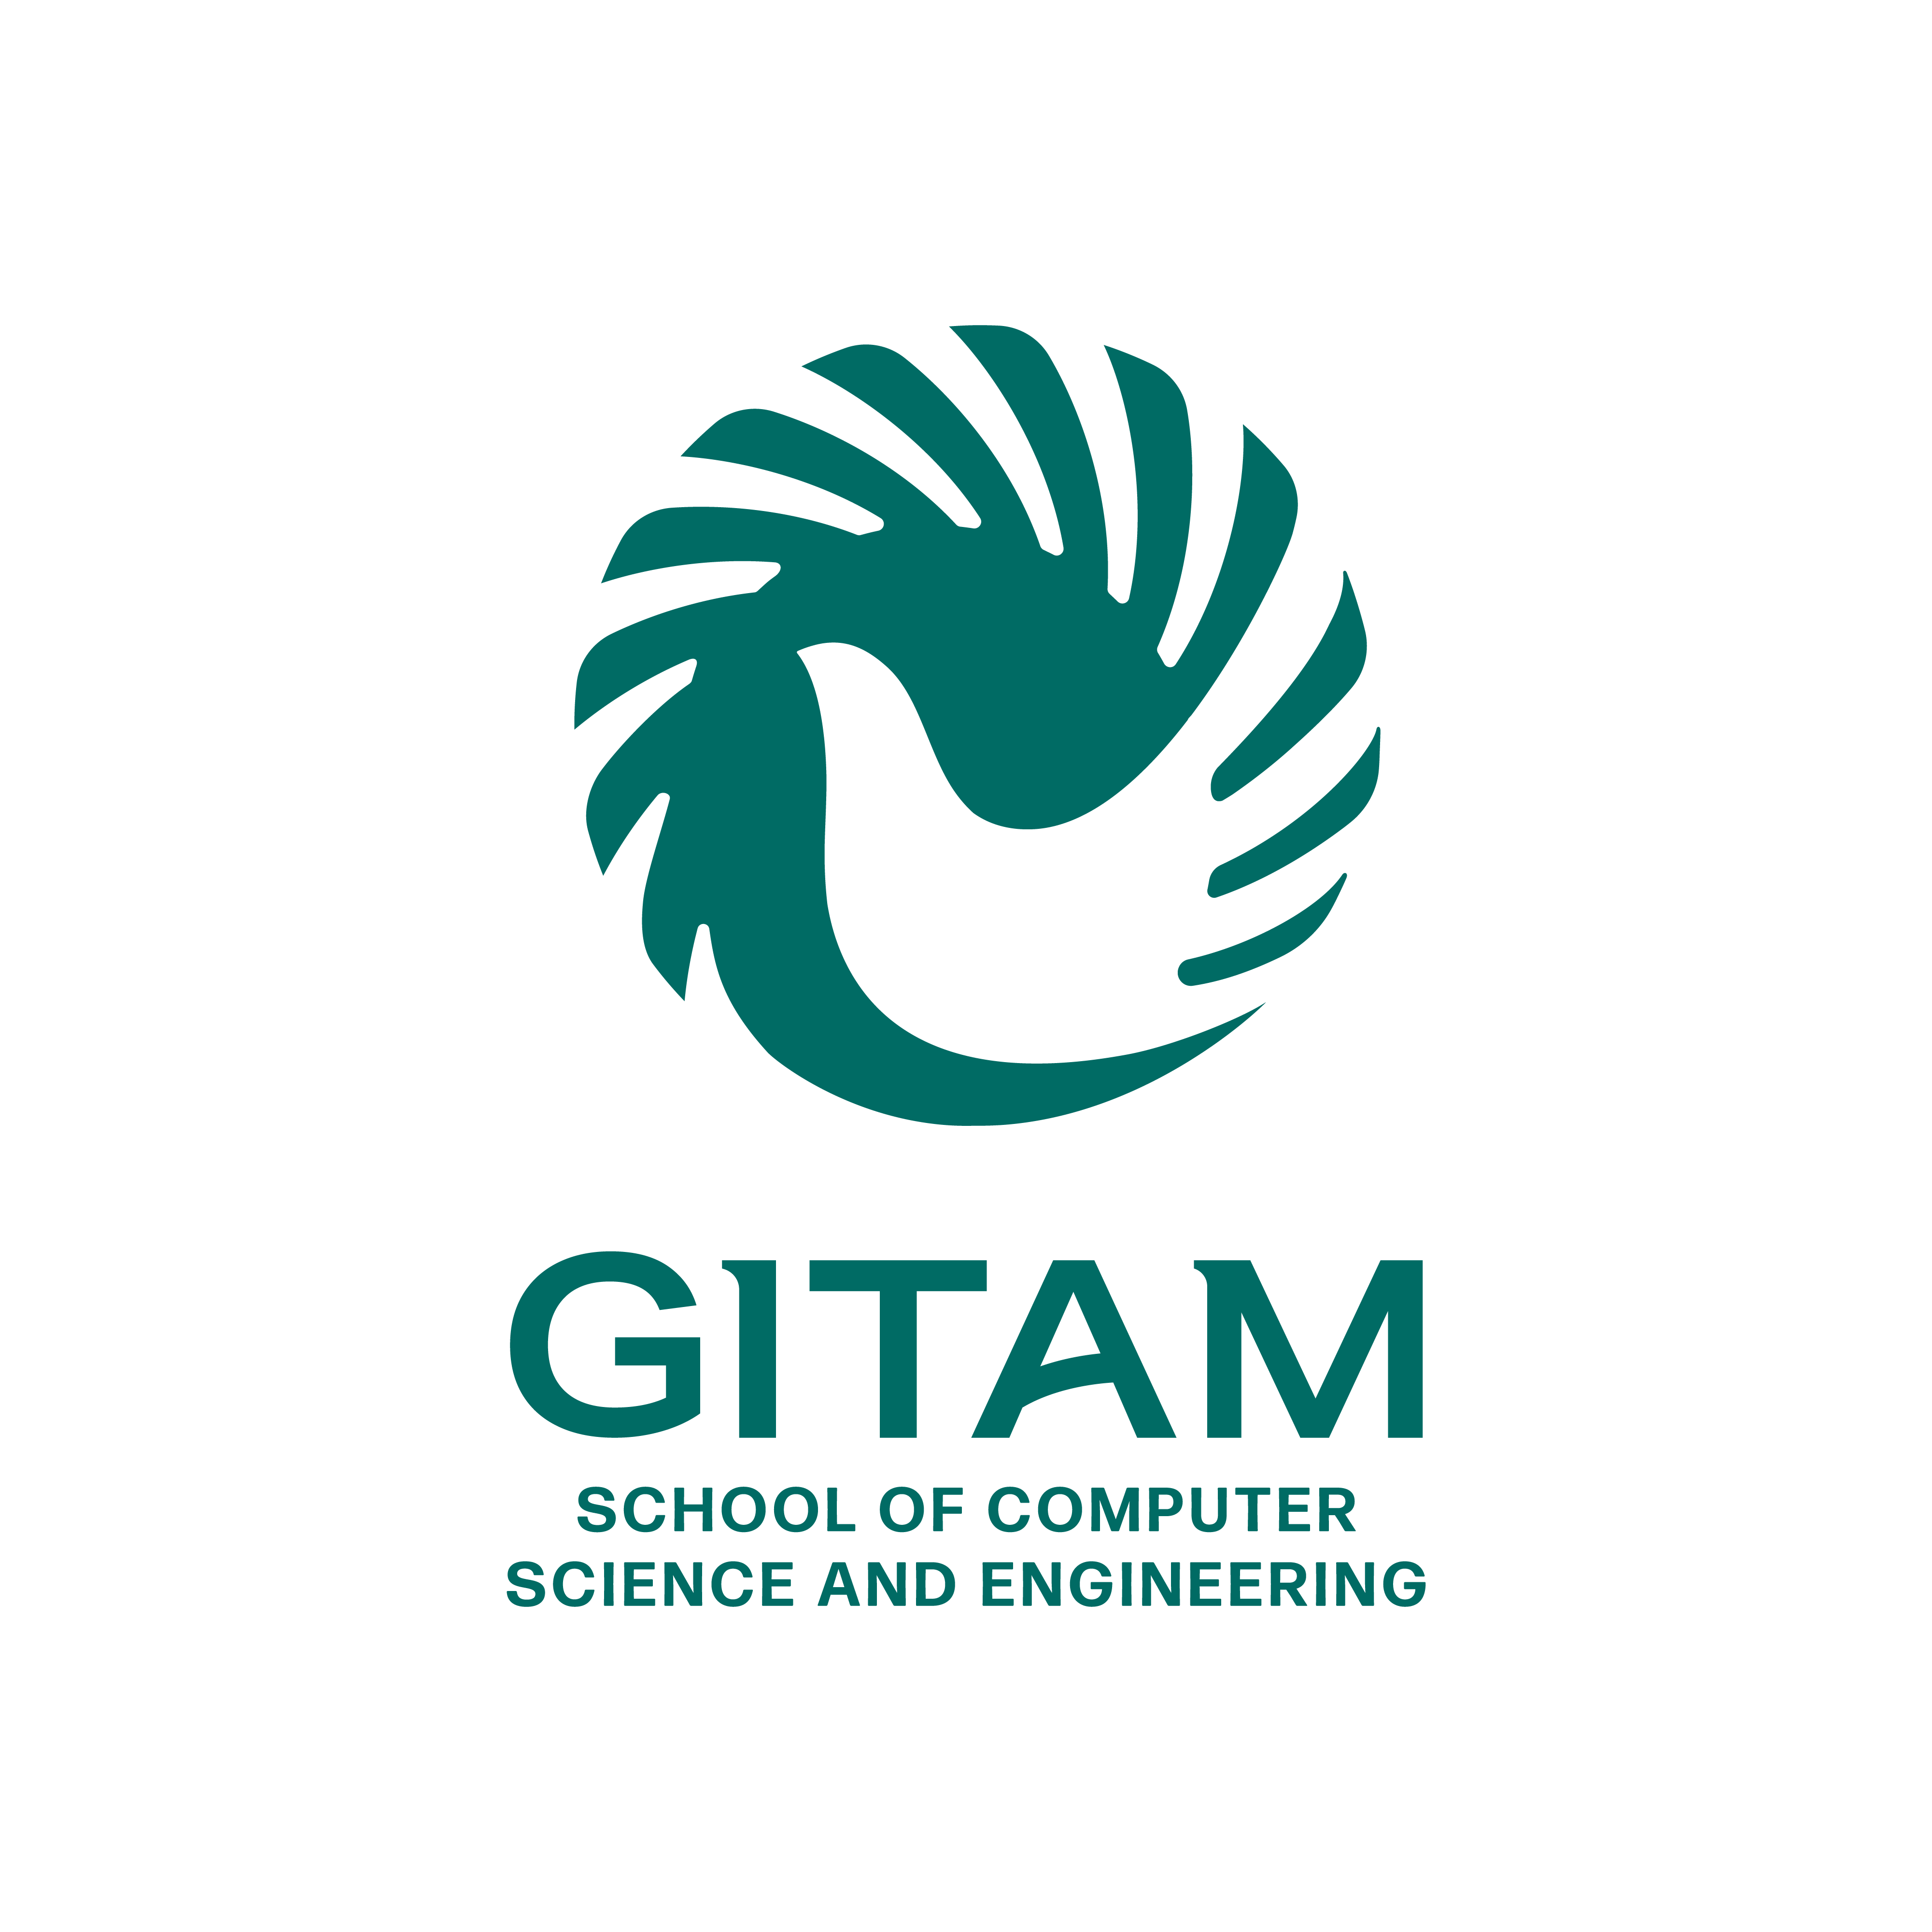 GITAM
SCHOOL OF COMPUTER
SCIENCE AND ENGINEERING